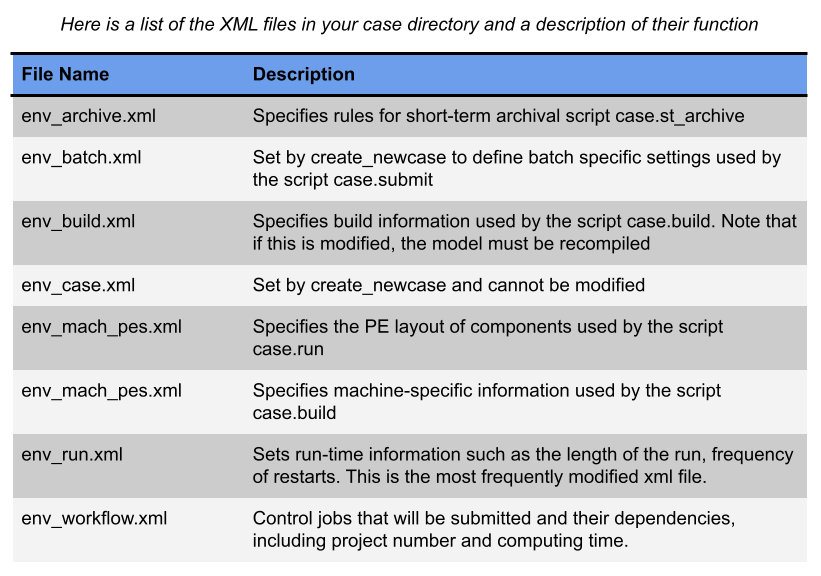 Here is a list of the XML files in your case directory and a description of their function
File Name Description
env_archive.xml Specifies rules for short-term archival script case.st_archive
env_batch.xml Set by create_newcase to define batch specific settings used by
the script case.submit
env_build.xml Specifies build information used by the script case.build. Note that
if this is modified, the model must be recompiled
env_case.xml Set by create_newcase and cannot be modified
env_mach_pes.xml Specifies the PE layout of components used by the script
case.run
env_mach_pes.xml Specifies machine-specific information used by the script
case.build
env_run.xml Sets run-time information such as the length of the run, frequency
of restarts. This is the most frequently modified xml file.
env_workflow.xml Control jobs that will be submitted and their dependencies,
including project number and computing time.